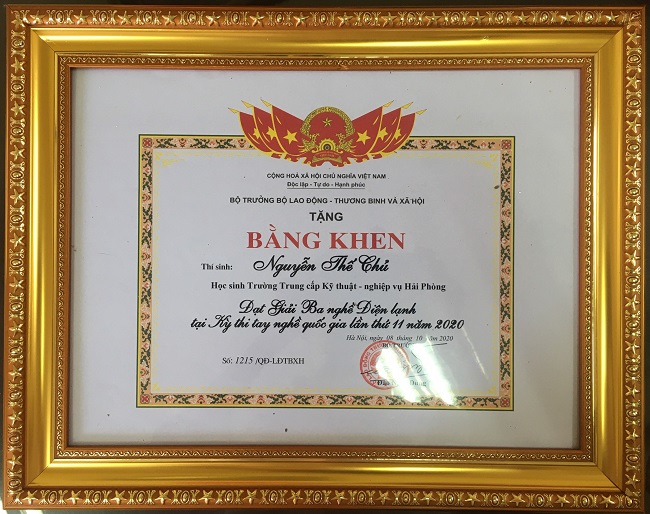 CỘNG HOÀ XÃ HỘI CHỦ NGHĨA VIỆT NAM
Độc lập - Tự do - Hạnh phúc
BỘ TRƯỞNG BỘ LAO ĐỘNG - THƯƠNG BINH VÀ XÃ HỘI
TẶNG
BẰNG KHEN
Thí sinh: Nguyễn Thế Chủ
Học sinh Trường Trung cấp Kỹ thuật - nghiệp vụ Hải Phòng
Đạt Giải Ba nghề Điện lạnh
tại Kỳ thi tay nghề quốc gia lần thứ 11 năm 2020
Hà Nội, ngày 08 tháng 10 năm 2020
Số: 1215 /QĐ-LĐTBXH